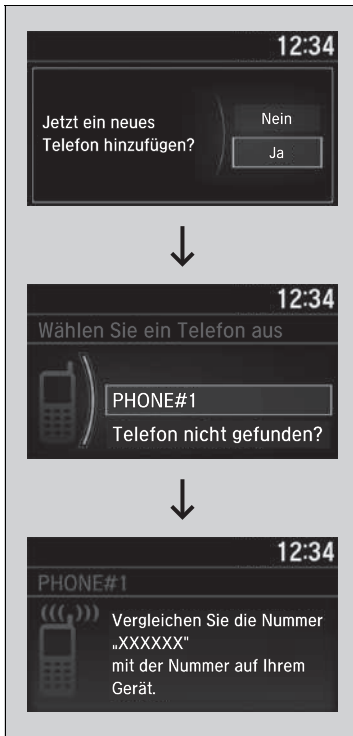 12:34
Jetzt ein neues
Telefon hinzufügen?
Nein
Ja
12:34
Wählen Sie ein Telefon aus
PHONE#1
Telefon nicht gefunden?
12:34
PHONE#1
Vergleichen Sie die Nummer
„XXXXXX"
mit der Nummer auf Ihrem
Gerät.